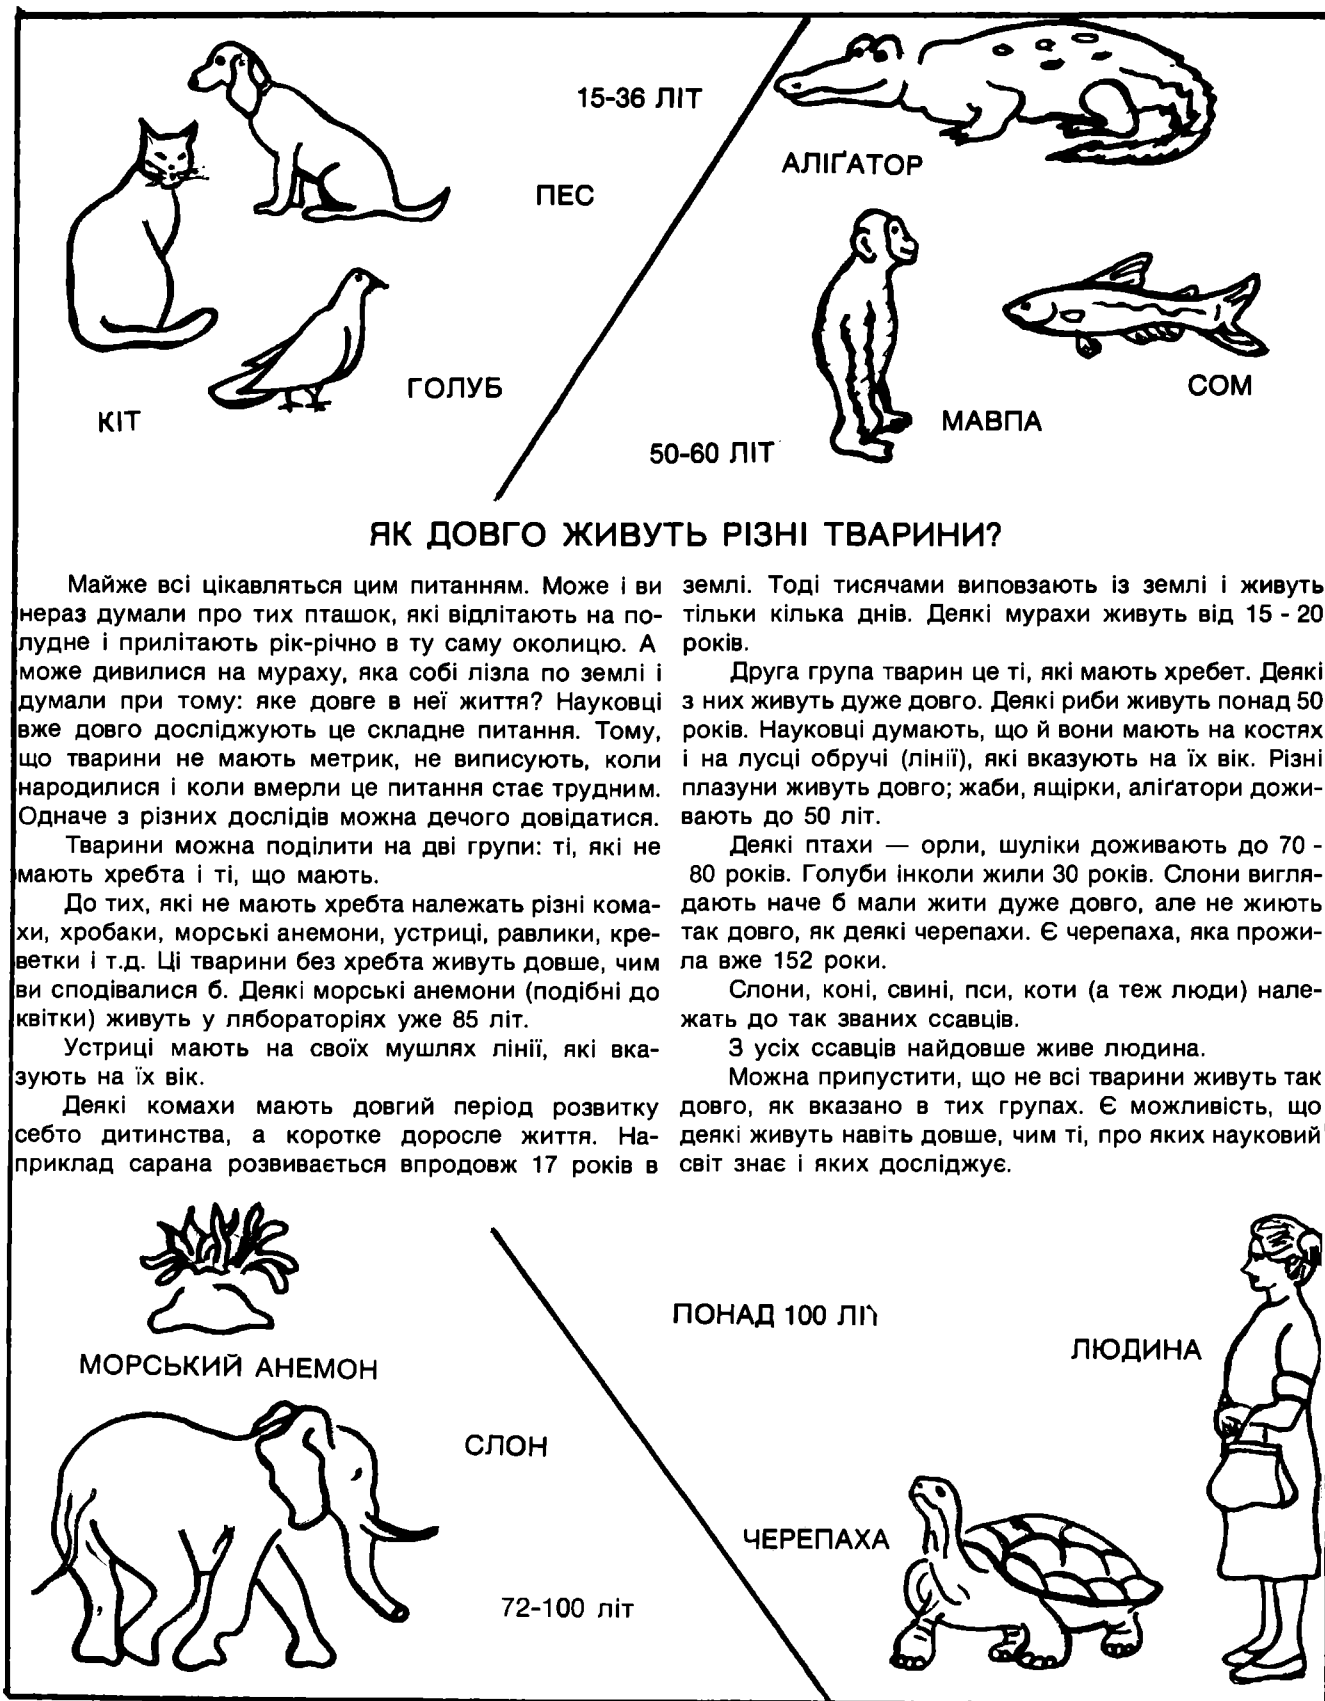 15-36 ЛІТ
ПЕС
ГОЛУБ
КІТ
АЛІҐАТОР
СОМ
МАВПА
50-60 ЛІТ
ЯК ДОВГО ЖИВУТЬ РІЗНІ ТВАРИНИ?
Майже всі цікавляться цим питанням. Може і ви
нераз думали про тих пташок, які відлітають на по-
лудне і прилітають рік-річно в ту саму околицю. А
може дивилися на мураху, яка собі лізла по землі і
думали при тому: яке довге в неї життя? Науковці
вже довго досліджують це складне питання. Тому,
що тварини не мають метрик, не виписують, коли
народилися і коли вмерли це питання стає трудним.
Одначе з різних дослідів можна дечого довідатися.
Тварини можна поділити на дві групи: ті, які не
мають хребта і ті, що мають.
До тих, які не мають хребта належать різні кома-
хи, хробаки, морські анемони, устриці, равлики, кре-
ветки і т.д. Ці тварини без хребта живуть довше, чим
ви сподівалися б. Деякі морські анемони (подібні до
квітки) живуть у лябораторіях уже 85 літ.
Устриці мають на своїх мушлях лінії, які вка-
зують на їх вік.
Деякі комахи мають довгий період розвитку
себто дитинства, а коротке доросле життя. На-
приклад сарана розвивається впродовж 17 років в
землі. Тоді тисячами виповзають із землі і живуть
тільки кілька днів. Деякі мурахи живуть від 15 - 20
років.
Друга група тварин це ті, які мають хребет. Деякі
з них живуть дуже довго. Деякі риби живуть понад 50
років. Науковці думають, що й вони мають на костях
і на лусці обручі (лінії), які вказують на їх вік. Різні
плазуни живуть довго; жаби, ящірки, аліґатори дожи-
вають до 50 літ.
Деякі птахи — орли, шуліки доживають до 70 -
80 років. Голуби інколи жили 30 років. Слони вигля-
дають наче б мали жити дуже довго, але не жиють
так довго, як деякі черепахи. Є черепаха, яка прожи-
ла вже 152 роки.
Слони, коні, свині, пси, коти (а теж люди) нале-
жать до так званих ссавців.
З усіх ссавців найдовше живе людина.
Можна припустити, що не всі тварини живуть так
довго, як вказано в тих групах. Є можливість, що
деякі живуть навіть довше, чим ті, про яких науковий
світ знає і яких досліджує.
МОРСЬКИЙ АНЕМОН
СЛОН
72-100 літ
ПОНАД 100 ЛІТ
ЛЮДИНА
ЧЕРЕПАХА